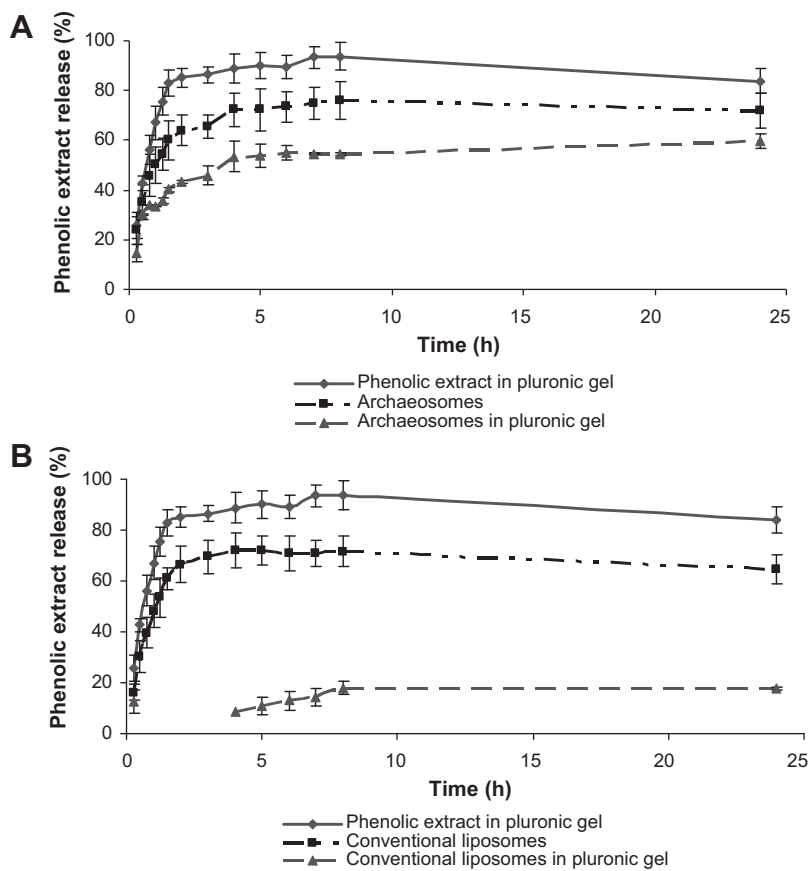 A
Phenolic extract release (%)
100
80
60
40
20
0
0 5 10 15 20 25
Time (h)
Phenolic extract in pluronic gel
Archaeosomes
Archaeosomes in pluronic gel
B
Phenolic extract release (%)
100
80
60
40
20
0
0 5 10 15 20 25
Time (h)
Phenolic extract in pluronic gel
Conventional liposomes
Conventional liposomes in pluronic gel